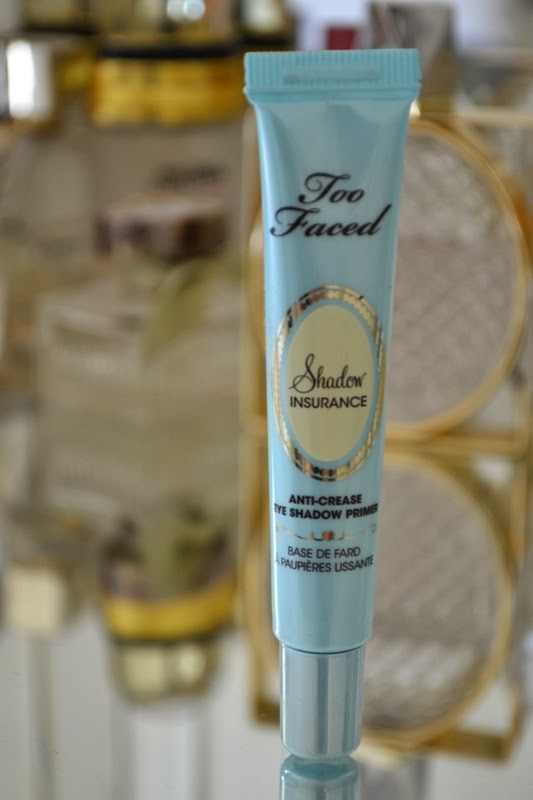 Too
Faced
Shadow
INSURANCE
ANTI-CREASE
EYE SHADOW PRIMER
BASE DE FARD
À PAUPIÈRES LISSANTE